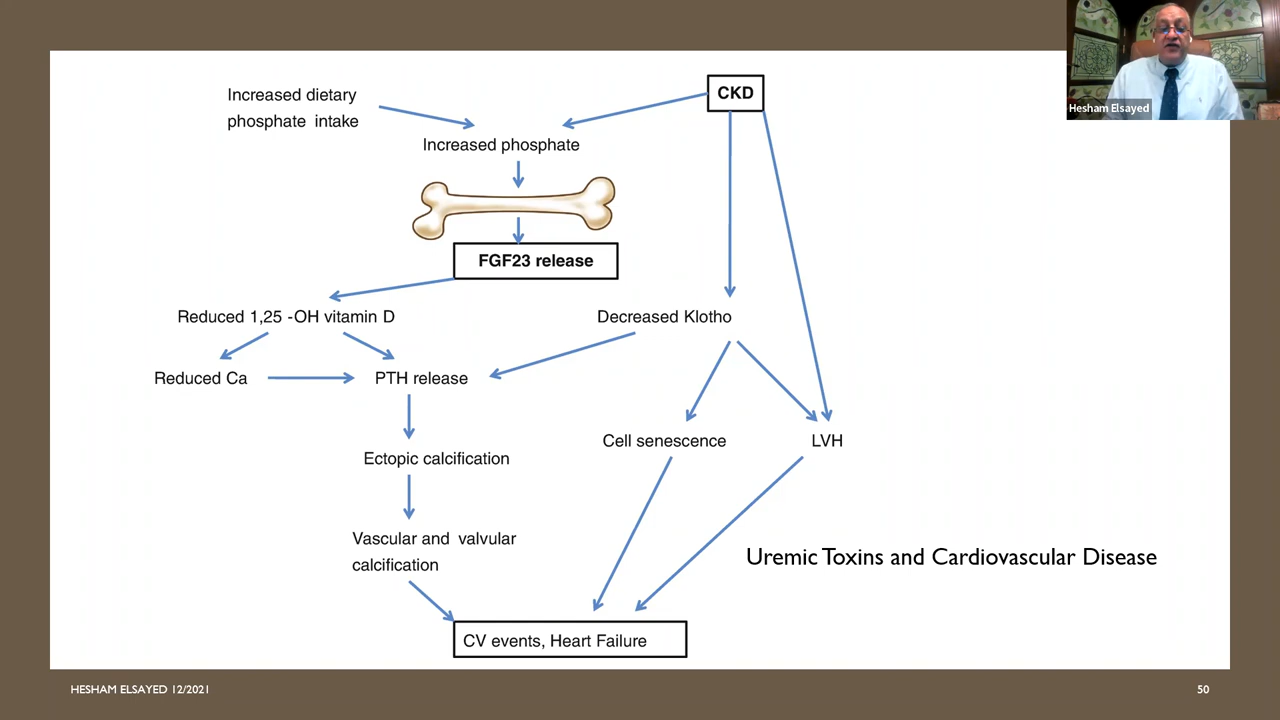 Hesham Elsayed
Increased dietary
phosphate intake
CKD
Increased phosphate
FGF23 release
Reduced 1,25 -OH vitamin D
Decreased Klotho
Reduced Ca
PTH release
Cell senescence
LVH
Ectopic calcification
Vascular and valvular
calcification
Uremic Toxins and Cardiovascular Disease
CV events, Heart Failure
HESHAM ELSAYED 12/2021
50